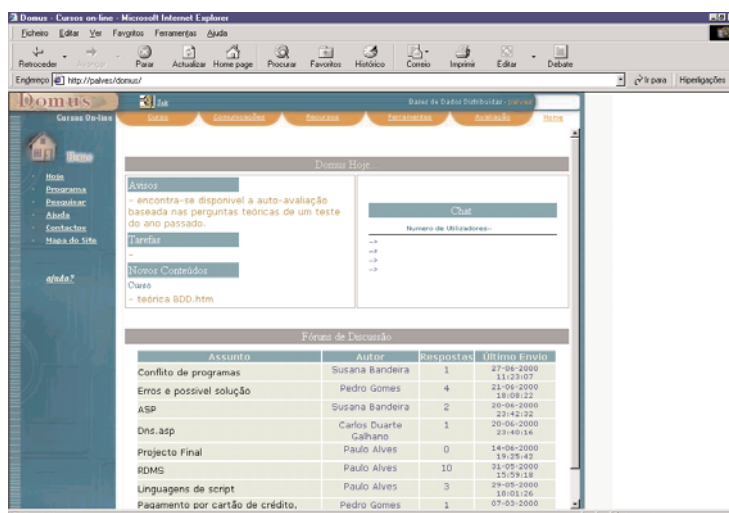 Domus - Cursos on-line - Microsoft Internet Explorer
Ficheiro Editar Ver Favoritos Ferramentas Ajuda
Retroceder Avançar Parar Actualizar Home page Procurar Favoritos Histórico Correio Imprimir Editar Debate
Endereço http://palves/domus/ Ir para Hiperligações
Domus Sair Bases de Dados Distribuidas - palves
Cursos On-line Curso Comunicações Recursos Ferramentas Avaliação Home
Home
Hoje
Programa
Pesquisar
Ajuda
Contactos
Mapa do Site
ajuda?
Domus Hoje...
Avisos
- encontra-se disponivel a auto-avaliação
baseada nas perguntas teóricas de um teste
do ano passado.
Tarefas
-
Novos Conteúdos
Curso
- teórica BDD.htm
Chat
Numero de Utilizadores-
-->
-->
-->
-->
Fóruns de Discussão
Assunto Autor Respostas Último Envio
Conflito de programas Susana Bandeira 1 27-06-2000 11:23:07
Erros e possivel solução Pedro Gomes 4 21-06-2000 18:08:22
ASP Susana Bandeira 2 20-06-2000 23:42:32
Dns.asp Carlos Duarte Galhano 1 20-06-2000 23:40:16
Projecto Final Paulo Alves 0 14-06-2000 19:25:42
RDMS Paulo Alves 10 31-05-2000 15:59:18
Linguagens de script Paulo Alves 3 29-05-2000 18:01:26
Pagamento por cartão de crédito, Pedro Gomes 1 07-03-2000